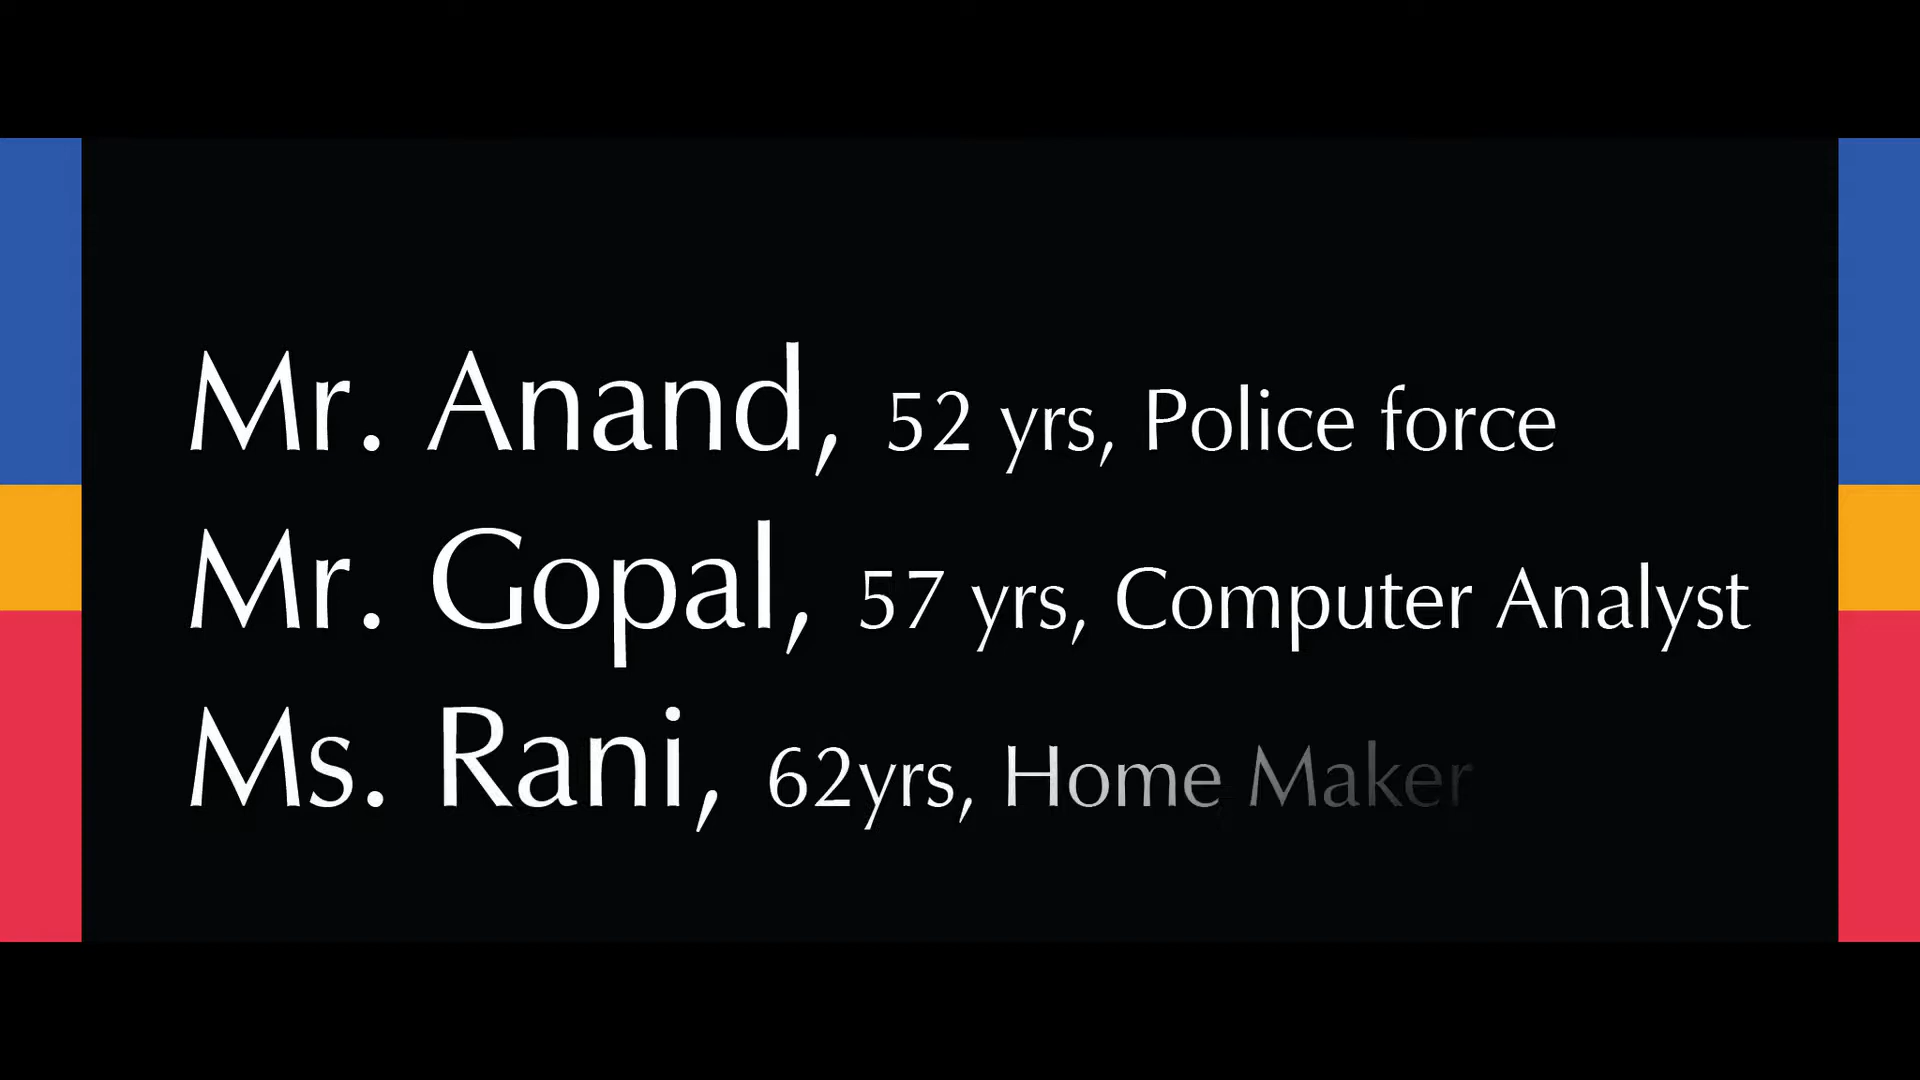 Mr. Anand, 52 yrs, Police force
Mr. Gopal, 57 yrs, Computer Analyst
Ms. Rani, 62yrs, Home Maker